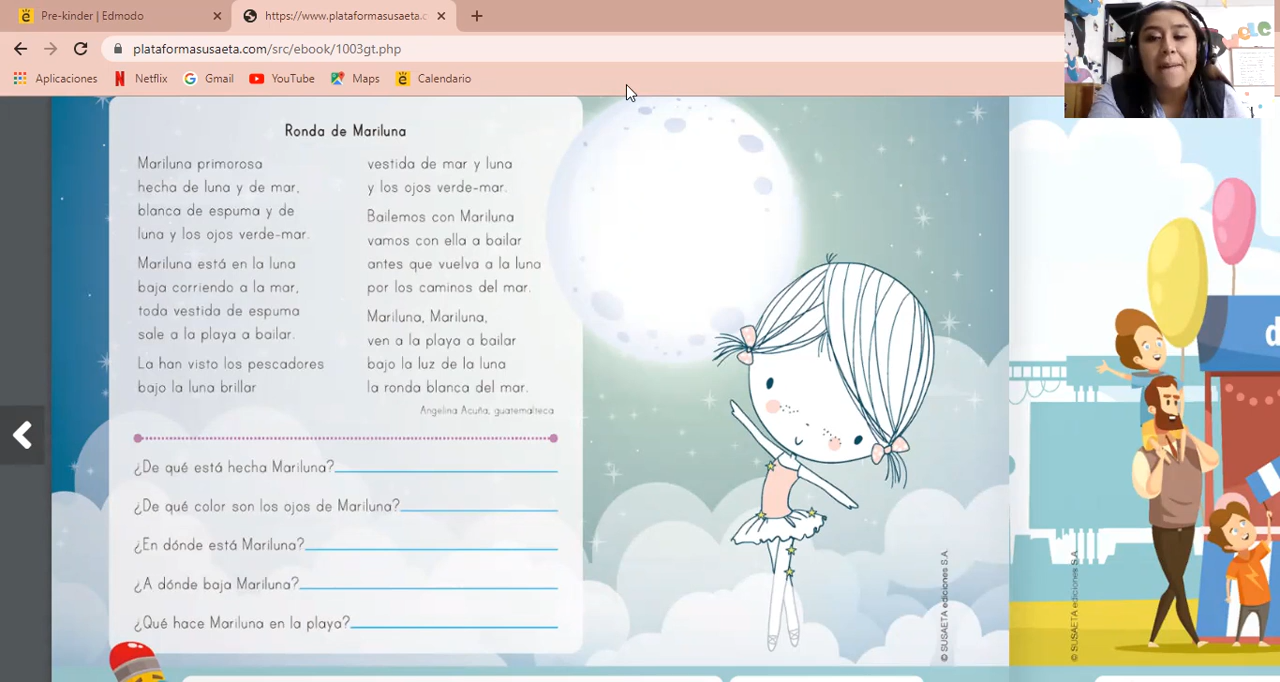 Pre-kinder | Edmodo
https://www.plataformasusaeta.c
plataformasusaeta.com/src/ebook/1003gt.php
Aplicaciones Netflix Gmail YouTube Maps Calendario
Ronda de Mariluna
Mariluna primorosa
hecha de luna y de mar,
blanca de espuma y de
luna y los ojos verde-mar.
Mariluna está en la luna
baja corriendo a la mar,
toda vestida de espuma
sale a la playa a bailar.
La han visto los pescadores
bajo la luna brillar
vestida de mar y luna
y los ojos verde-mar.
Bailemos con Mariluna
vamos con ella a bailar
antes que vuelva a la luna
por los caminos del mar.
Mariluna, Mariluna,
ven a la playa a bailar
bajo la luz de la luna
la ronda blanca del mar.
Angelina Acuña, guatemalteca
¿De qué está hecha Mariluna?
¿De qué color son los ojos de Mariluna?
¿En dónde está Mariluna?
¿A dónde baja Mariluna?
¿Qué hace Mariluna en la playa?
© SUSAETA ediciones S.A.
© SUSAETA ediciones S.A.
d